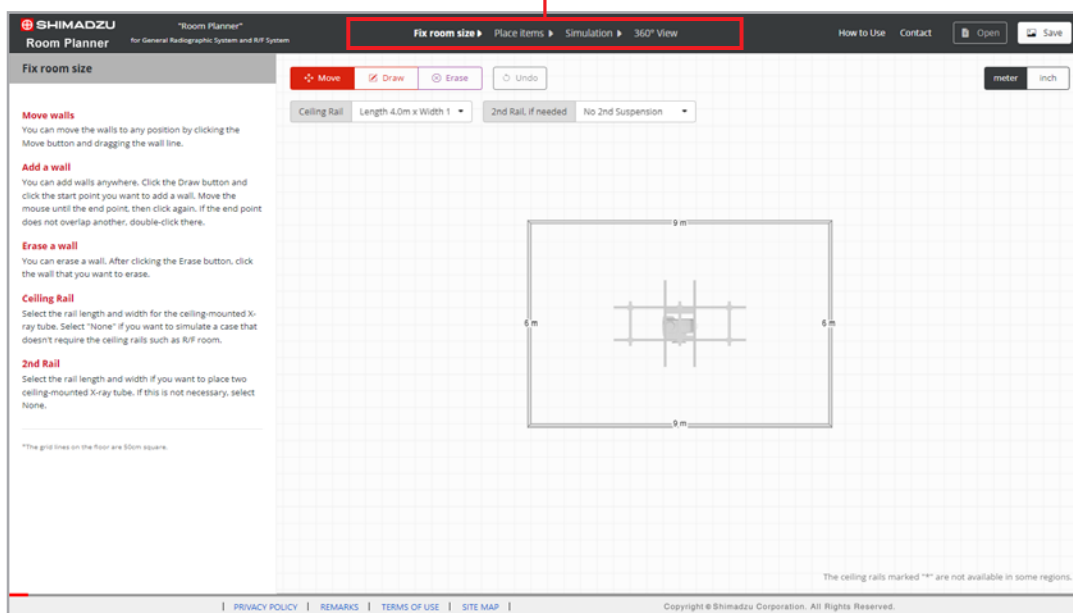 SHIMADZU
Room Planner
"Room Planner"
for General Radiographic System and R/F System
Fix room size
Place items
Simulation
360° View
How to Use
Contact
Open
Save
Fix room size
Move
Draw
Erase
Undo
meter
inch
Ceiling Rail
Length 4.0m x Width 1
2nd Rail, if needed
No 2nd Suspension
Move walls
You can move the walls to any position by clicking the
Move button and dragging the wall line.
Add a wall
You can add walls anywhere. Click the Draw button and
click the start point you want to add a wall. Move the
mouse until the end point, then click again. If the end point
does not overlap another, double-click there.
Erase a wall
You can erase a wall. After clicking the Erase button, click
the wall that you want to erase.
Ceiling Rail
Select the rail length and width for the ceiling-mounted X-
ray tube. Select "None" if you want to simulate a case that
doesn't require the ceiling rails such as R/F room.
2nd Rail
Select the rail length and width if you want to place two
ceiling-mounted X-ray tube. If this is not necessary, select
None.
*The grid lines on the floor are 50cm square.
9 m
6 m
6 m
9 m
The ceiling rails marked "*" are not available in some regions.
PRIVACY POLICY
REMARKS
TERMS OF USE
SITE MAP
Copyright © Shimadzu Corporation. All Rights Reserved.